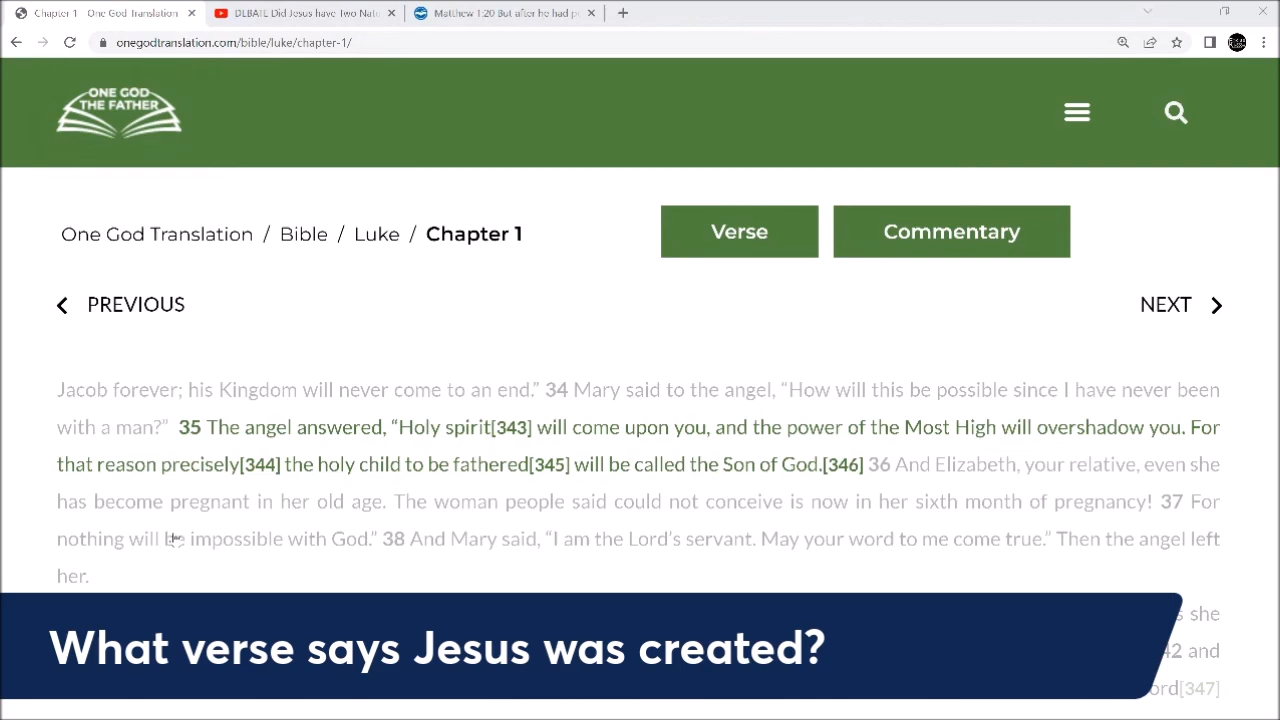 Chapter 1 One God Translation
DEBATE Did Jesus have Two Natu
Matthew 1:20 But after he had p
onegodtranslation.com/bible/luke/chapter-1/
ONE GOD
THE FATHER
One God Translation / Bible / Luke / Chapter 1
Verse
Commentary
PREVIOUS
NEXT
Jacob forever; his Kingdom will never come to an end.” 34 Mary said to the angel, “How will this be possible since I have never been
with a man?” 35 The angel answered, “Holy spirit[343] will come upon you, and the power of the Most High will overshadow you. For
that reason precisely[344] the holy child to be fathered[345] will be called the Son of God.[346] 36 And Elizabeth, your relative, even she
has become pregnant in her old age. The woman people said could not conceive is now in her sixth month of pregnancy! 37 For
nothing will be impossible with God.” 38 And Mary said, “I am the Lord’s servant. May your word to me come true.” Then the angel left
her.
she
What verse says Jesus was created?
42 and
ord[347]